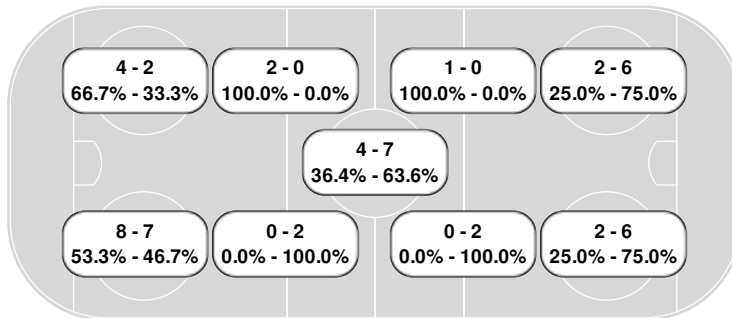 4 - 2
66.7% - 33.3%
2 - 0
100.0% - 0.0%
1 - 0
100.0% - 0.0%
2 - 6
25.0% - 75.0%
4 - 7
36.4% - 63.6%
8 - 7
53.3% - 46.7%
0 - 2
0.0% - 100.0%
0 - 2
0.0% - 100.0%
2 - 6
25.0% - 75.0%